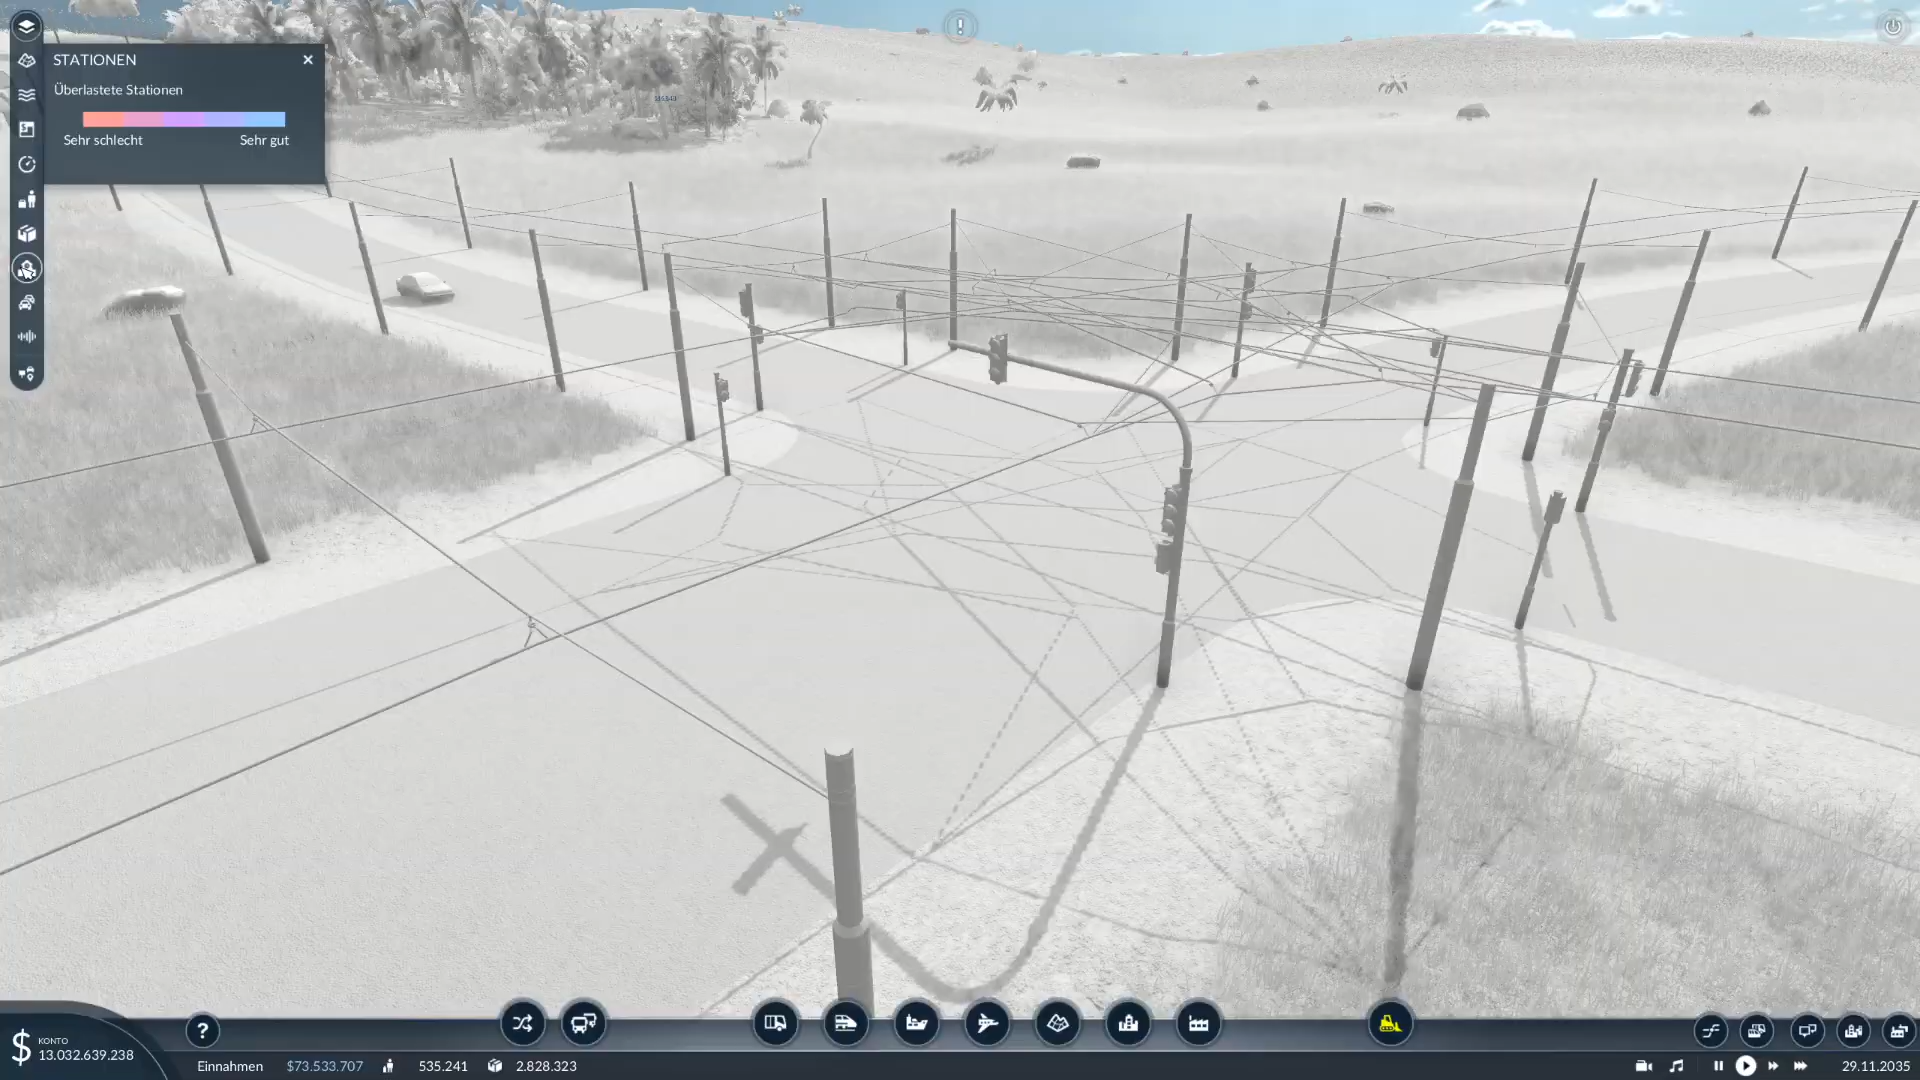 STATIONEN
Überlastete Stationen
Sehr schlecht Sehr gut
?
$ KONTO
13.032.639.238
Einnahmen $73.533.707 535.241 2.828.323
29.11.2035